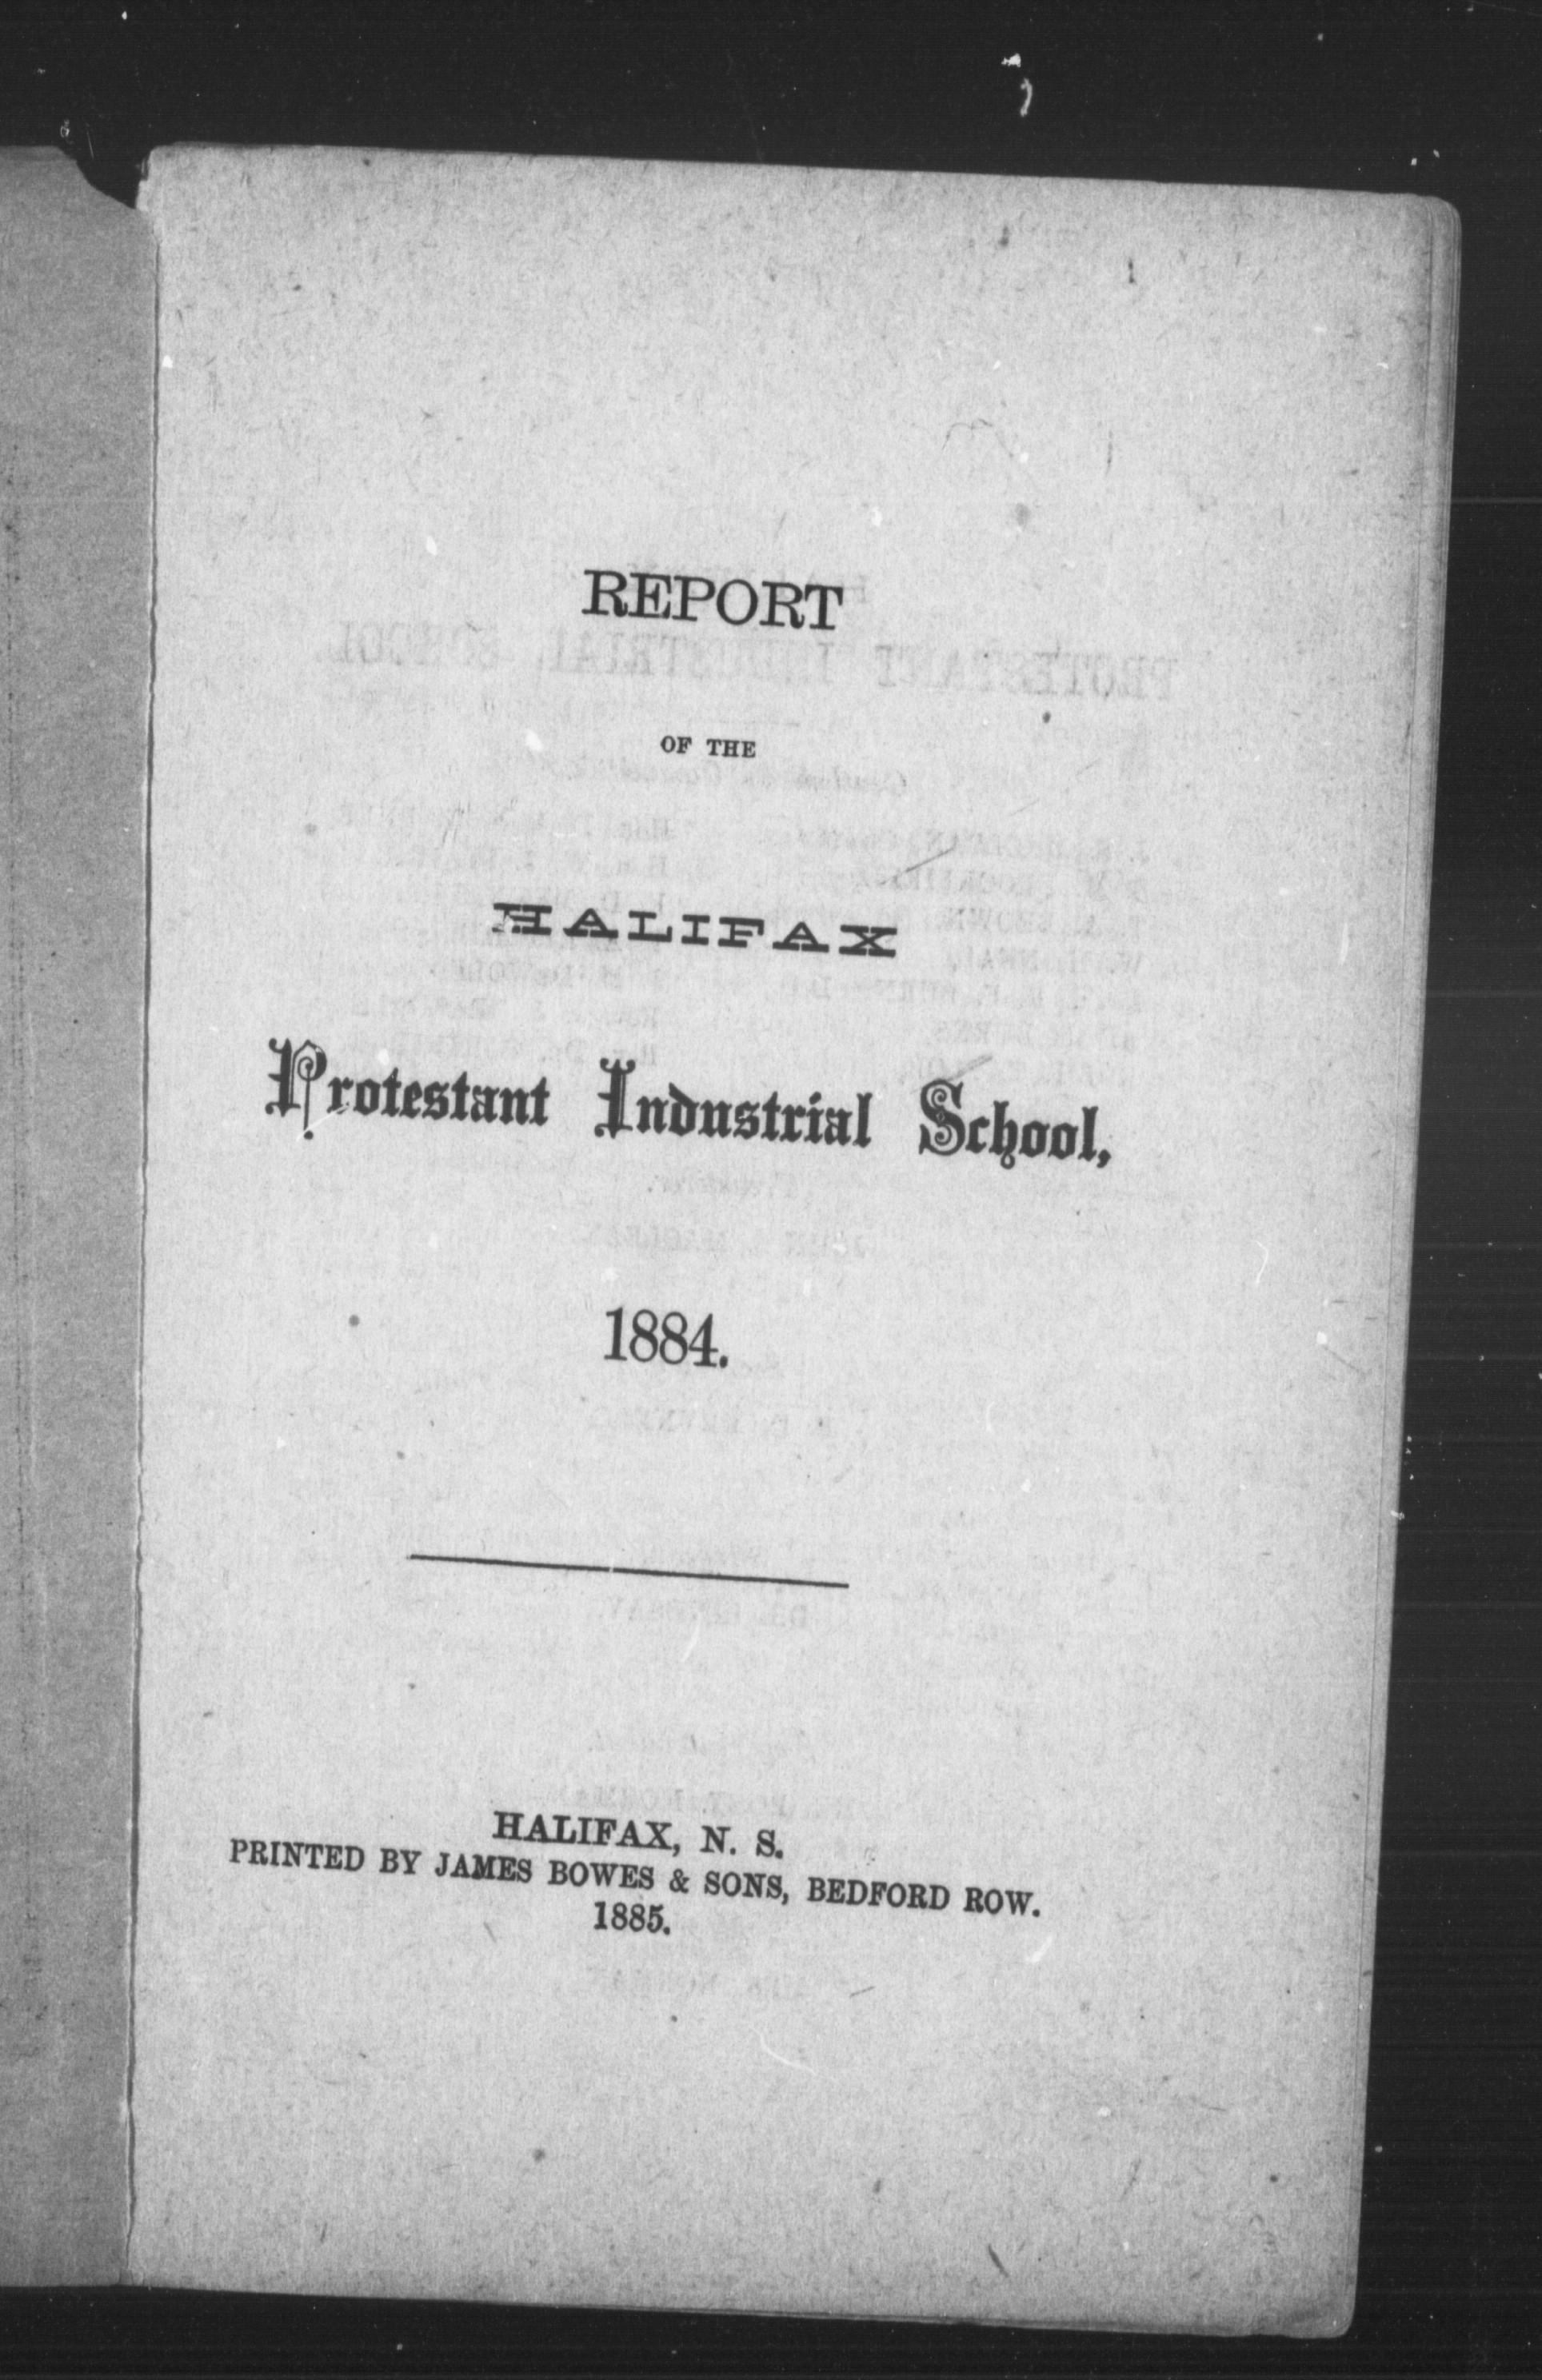 REPORT
OF THE
HALIFAX
Protestant Industrial School,
1884.
HALIFAX, N. S.
PRINTED BY JAMES BOWES & SONS, BEDFORD ROW.
1885.